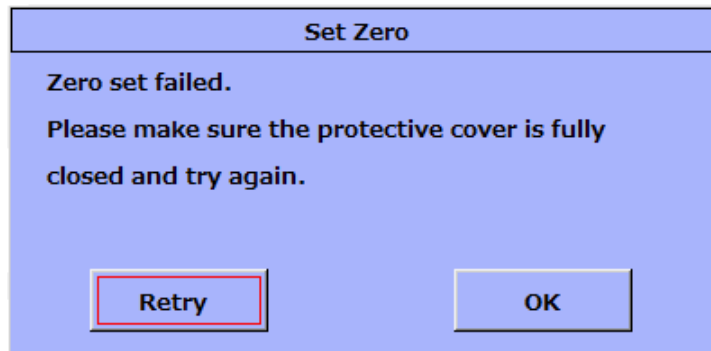 Set Zero
Zero set failed.
Please make sure the protective cover is fully
closed and try again.
Retry
OK